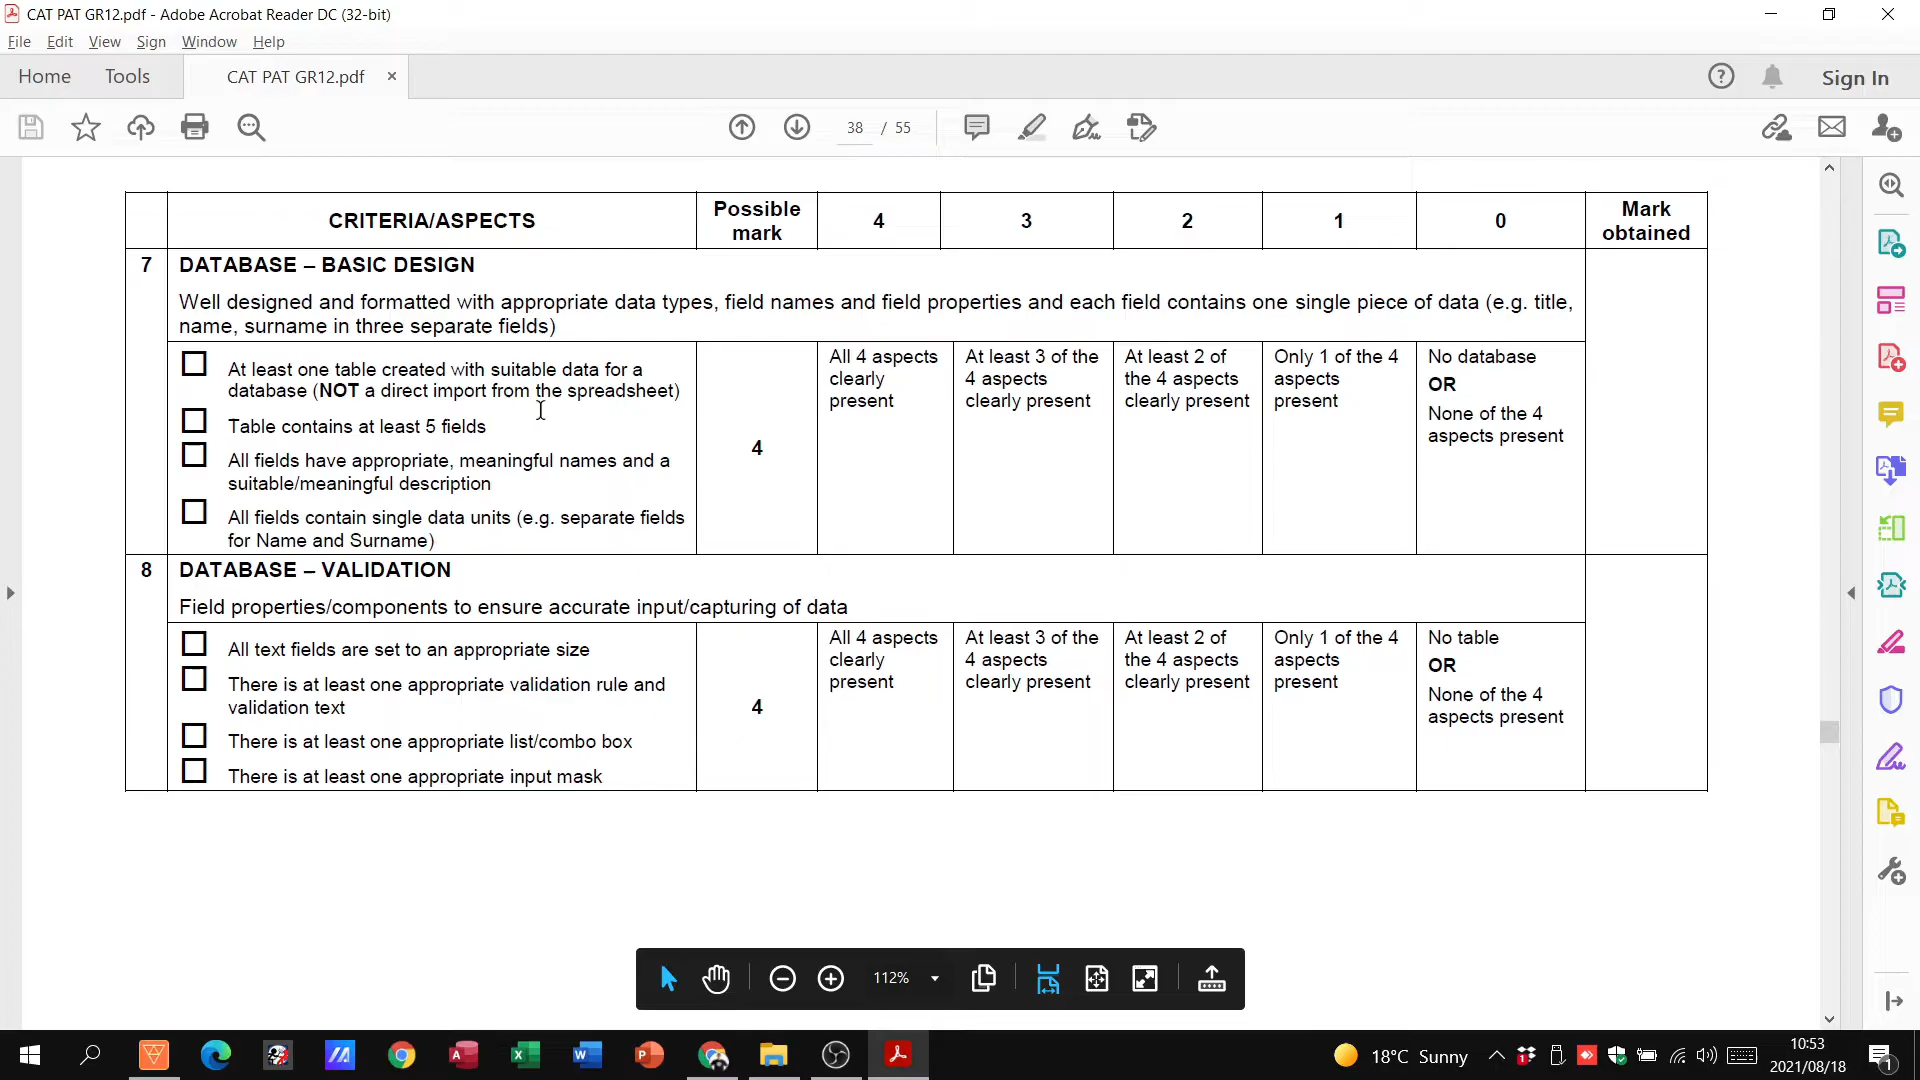 CAT PAT GR12.pdf - Adobe Acrobat Reader DC (32-bit)
File Edit View Sign Window Help
Home Tools CAT PAT GR12.pdf × Sign In
38 / 55
CRITERIA/ASPECTS
Possible
mark
4
3
2
1
0
Mark
obtained
7
DATABASE – BASIC DESIGN
Well designed and formatted with appropriate data types, field names and field properties and each field contains one single piece of data (e.g. title,
name, surname in three separate fields)
At least one table created with suitable data for a
database (NOT a direct import from the spreadsheet)
Table contains at least 5 fields
All fields have appropriate, meaningful names and a
suitable/meaningful description
All fields contain single data units (e.g. separate fields
for Name and Surname)
4
All 4 aspects
clearly
present
At least 3 of the
4 aspects
clearly present
At least 2 of
the 4 aspects
clearly present
Only 1 of the 4
aspects
present
No database
OR
None of the 4
aspects present
8
DATABASE – VALIDATION
Field properties/components to ensure accurate input/capturing of data
All text fields are set to an appropriate size
There is at least one appropriate validation rule and
validation text
There is at least one appropriate list/combo box
There is at least one appropriate input mask
4
All 4 aspects
clearly
present
At least 3 of the
4 aspects
clearly present
At least 2 of
the 4 aspects
clearly present
Only 1 of the 4
aspects
present
No table
OR
None of the 4
aspects present
112%
18°C Sunny
10:53
2021/08/18
1